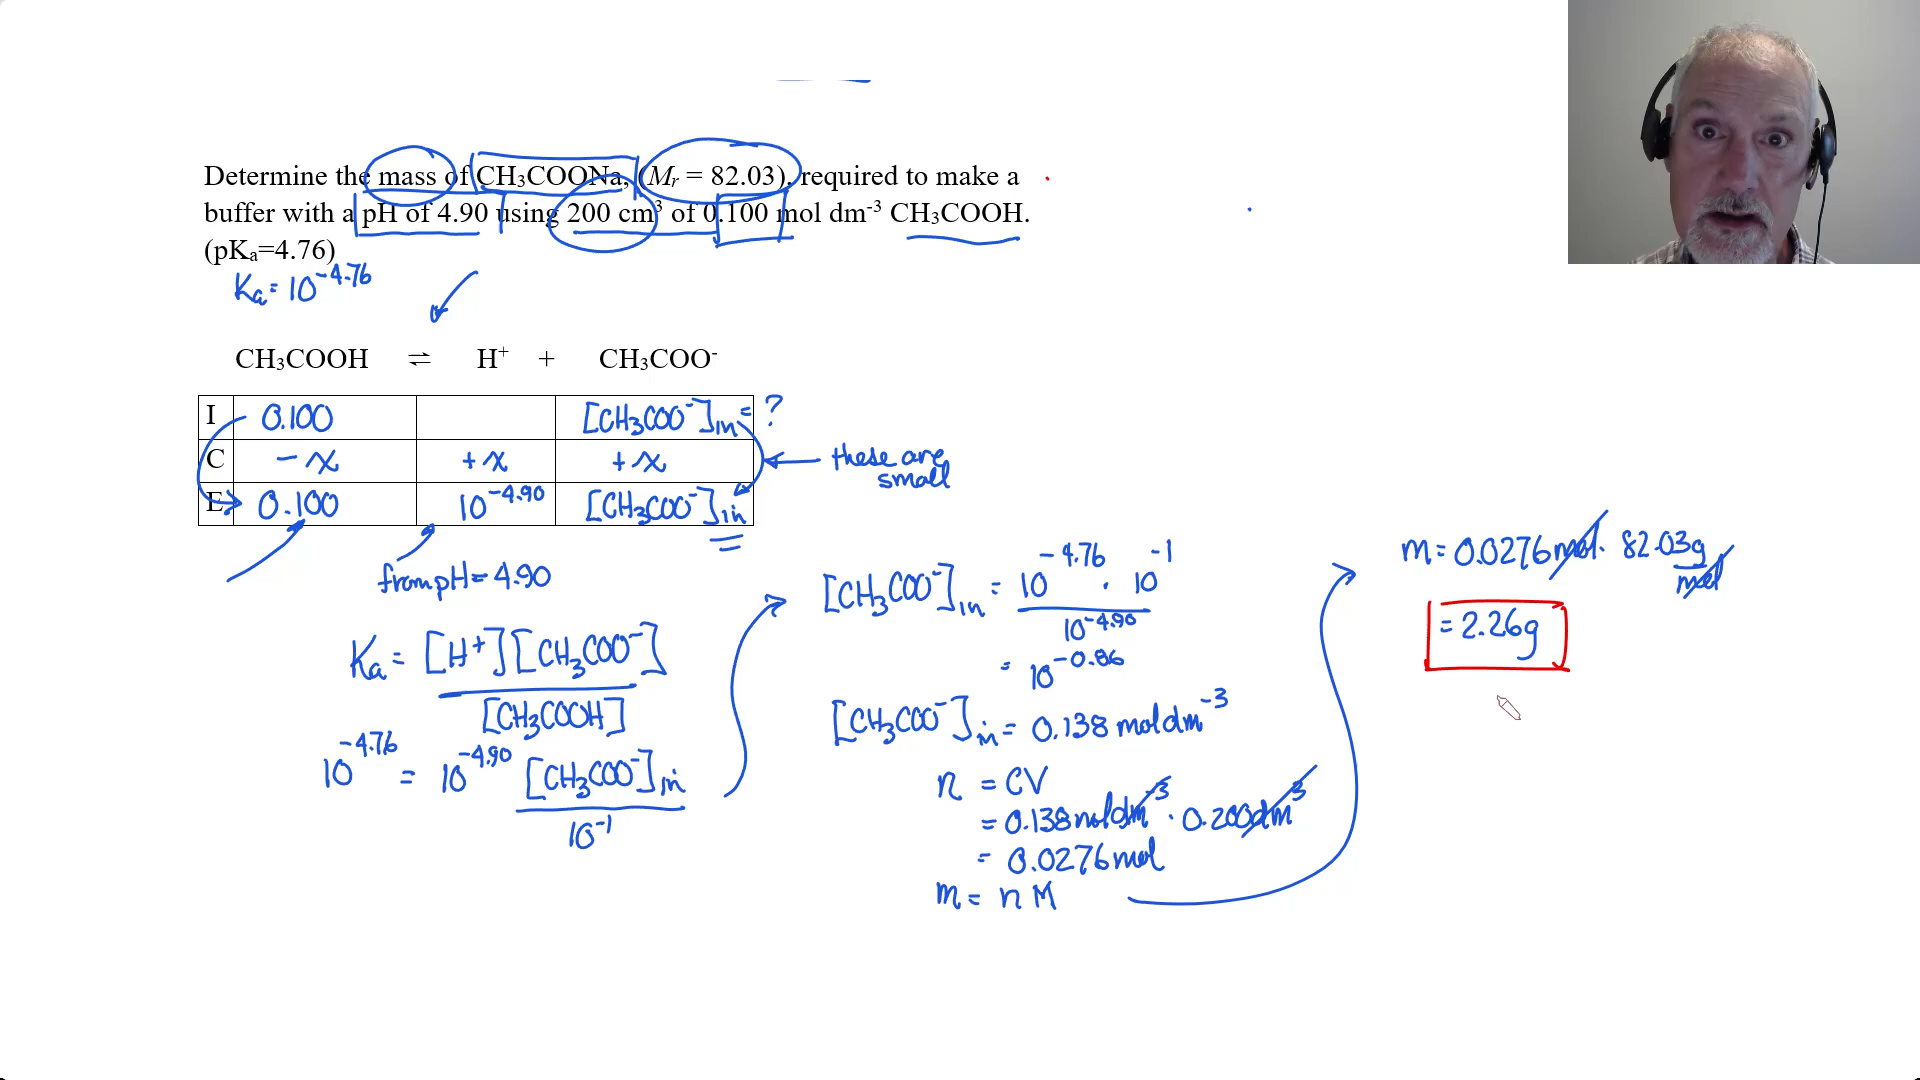 Determine the mass of CH₃COONa, (Mᵣ = 82.03), required to make a
buffer with a pH of 4.90 using 200 cm³ of 0.100 mol dm⁻³ CH₃COOH.
(pKₐ=4.76)
Kₐ = 10^-4.76
CH₃COOH ⇌ H⁺ + CH₃COO⁻
I 0.100 [CH₃COO⁻]in = ?
C -x +x +x
these are
small
E 0.100 10^-4.90 [CH₃COO⁻]in
from pH = 4.90
Kₐ = [H⁺][CH₃COO⁻]
[CH₃COOH]
10^-4.76 = 10^-4.90 [CH₃COO⁻]in
10^-1
[CH₃COO⁻]in = 10^-4.76 · 10^-1
10^-4.90
= 10^-0.86
[CH₃COO⁻]in = 0.138 mol dm⁻³
n = CV
= 0.138 mol dm⁻³ · 0.200 dm³
= 0.0276 mol
m = n M
m = 0.0276 mol · 82.03 g
mol
= 2.26g